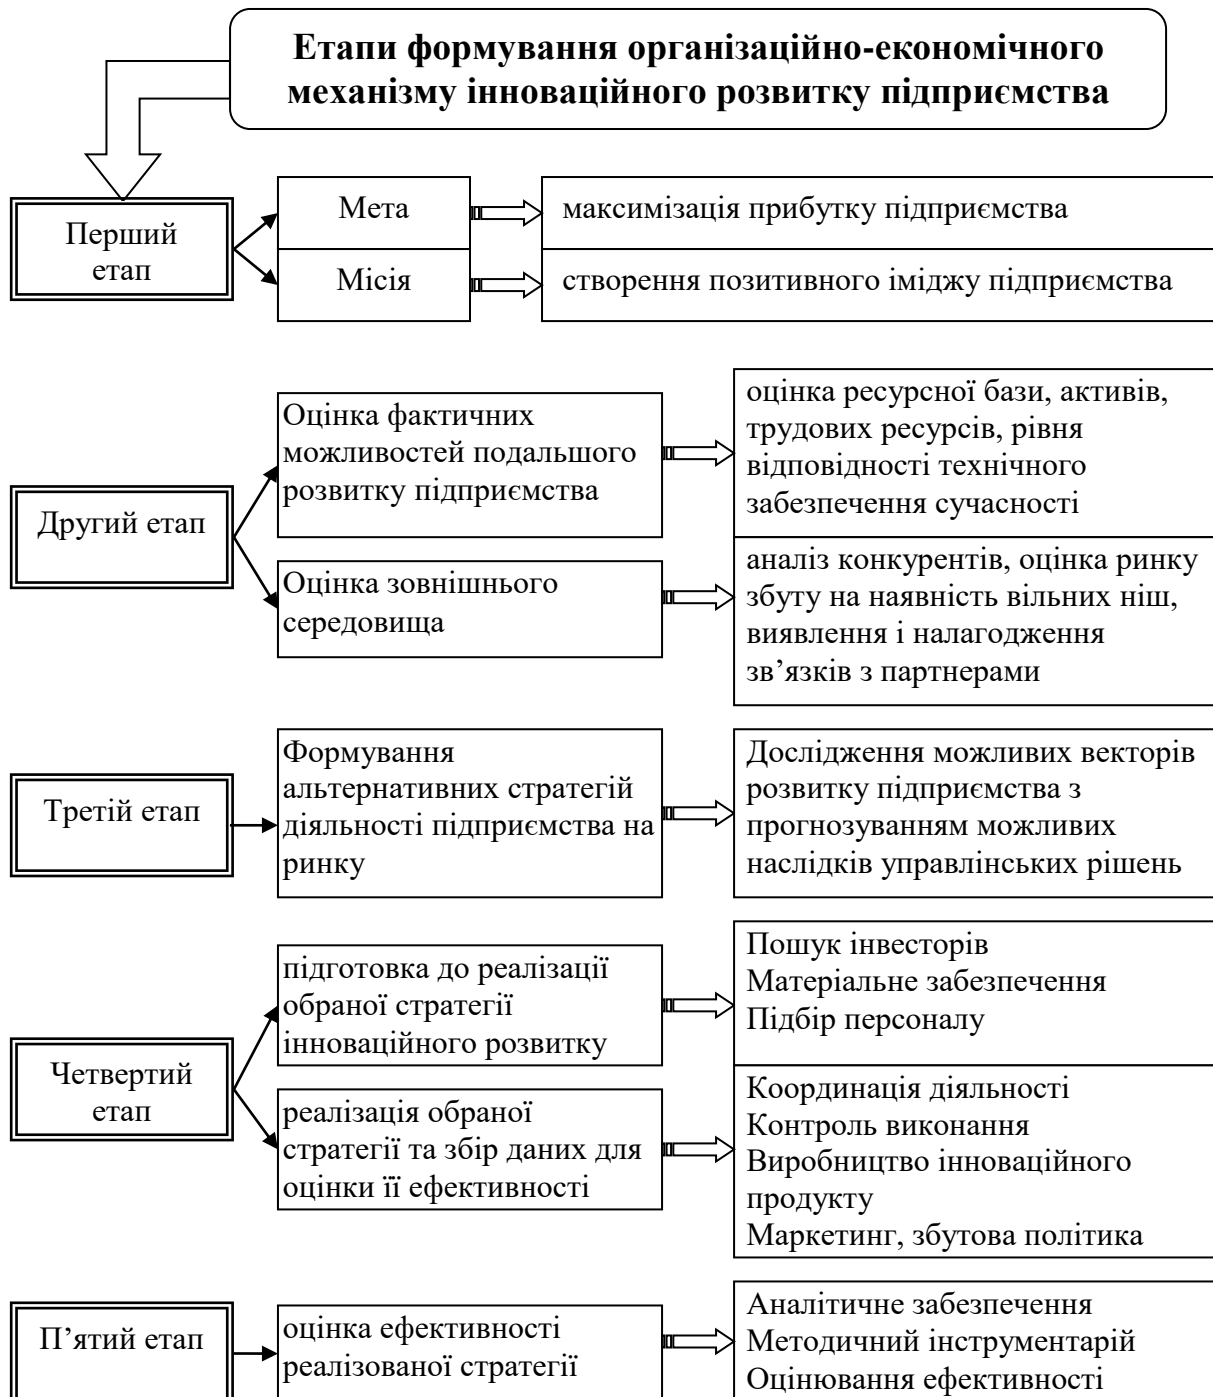 Етапи формування організаційно-економічного
механізму інноваційного розвитку підприємства
Перший
етап
Мета
максимізація прибутку підприємства
Місія
створення позитивного іміджу підприємства
Другий етап
Оцінка фактичних
можливостей подальшого
розвитку підприємства
оцінка ресурсної бази, активів,
трудових ресурсів, рівня
відповідності технічного
забезпечення сучасності
Оцінка зовнішнього
середовища
аналіз конкурентів, оцінка ринку
збуту на наявність вільних ніш,
виявлення і налагодження
зв’язків з партнерами
Третій етап
Формування
альтернативних стратегій
діяльності підприємства на
ринку
Дослідження можливих векторів
розвитку підприємства з
прогнозуванням можливих
наслідків управлінських рішень
Четвертий
етап
підготовка до реалізації
обраної стратегії
інноваційного розвитку
Пошук інвесторів
Матеріальне забезпечення
Підбір персоналу
реалізація обраної
стратегії та збір даних для
оцінки її ефективності
Координація діяльності
Контроль виконання
Виробництво інноваційного
продукту
Маркетинг, збутова політика
П’ятий етап
оцінка ефективності
реалізованої стратегії
Аналітичне забезпечення
Методичний інструментарій
Оцінювання ефективності